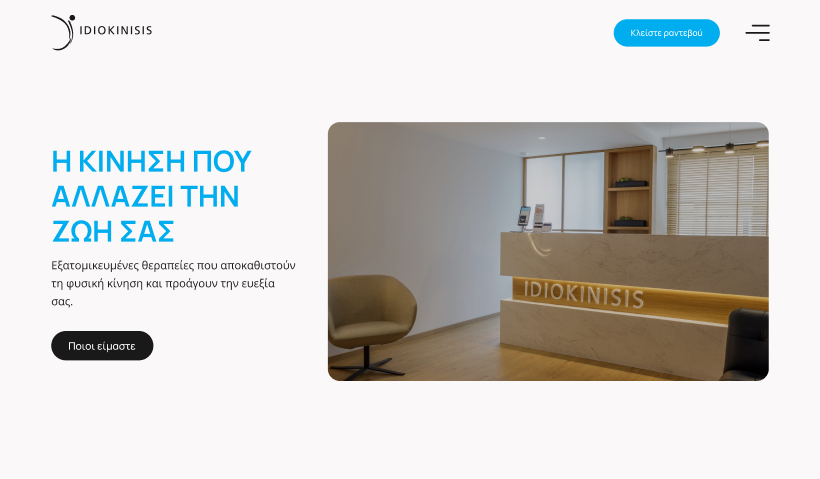 IDIOKINISIS
Κλείστε ραντεβού
Η ΚΙΝΗΣΗ ΠΟΥ
ΑΛΛΑΖΕΙ ΤΗΝ
ΖΩΗ ΣΑΣ
Εξατομικευμένες θεραπείες που αποκαθιστούν
τη φυσική κίνηση και προάγουν την ευεξία
σας.
Ποιοι είμαστε
IDIOKINISIS